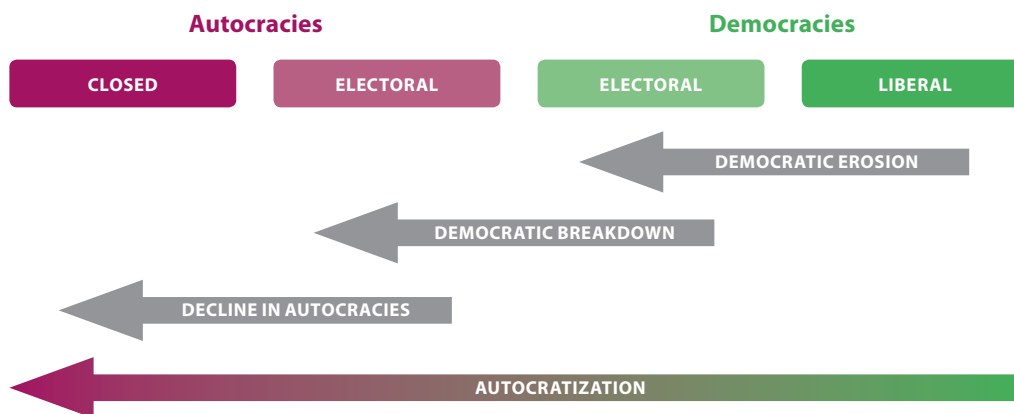 Autocracies
Democracies
CLOSED
ELECTORAL
ELECTORAL
LIBERAL
DEMOCRATIC EROSION
DEMOCRATIC BREAKDOWN
DECLINE IN AUTOCRACIES
AUTOCRATIZATION